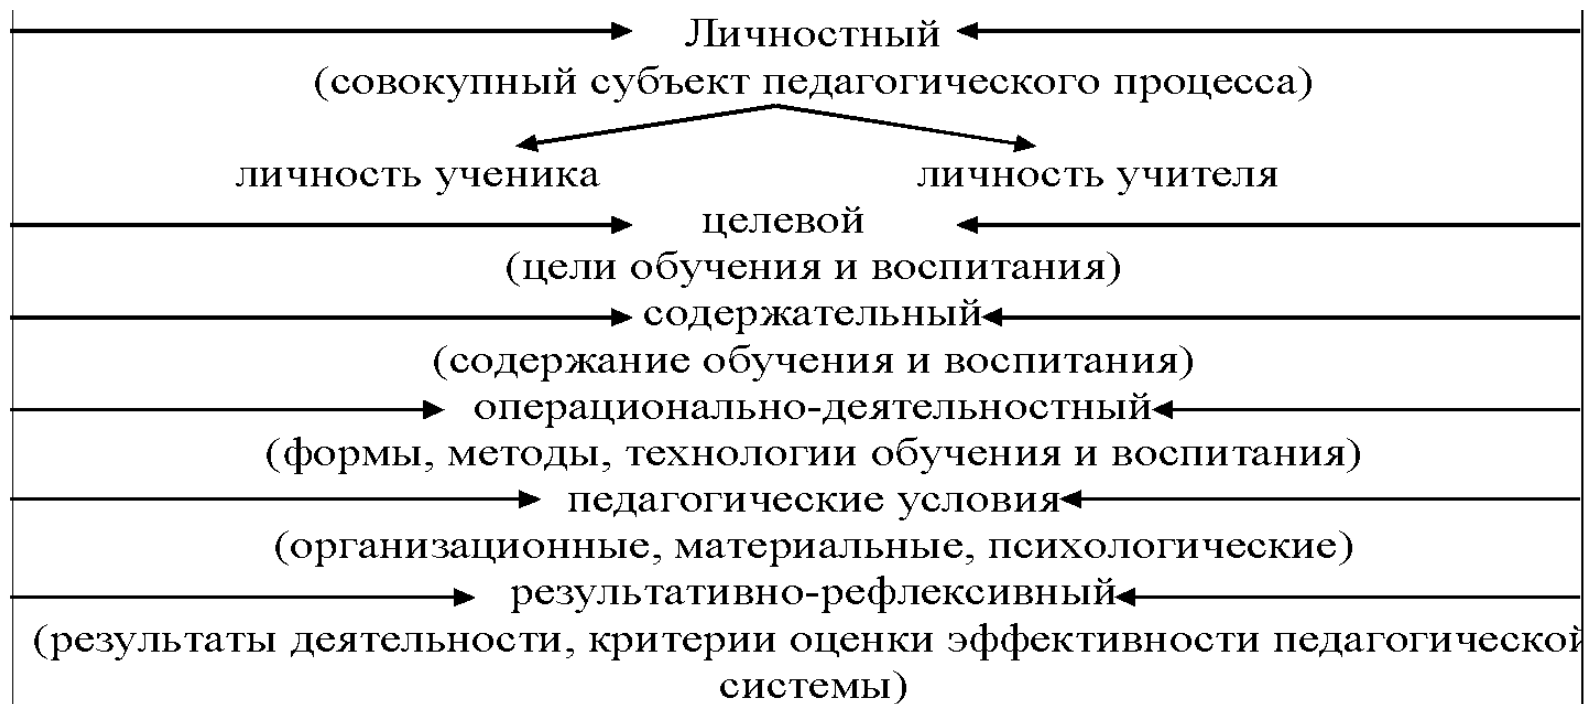 Личностный
(совокупный субъект педагогического процесса)
личность ученика личность учителя
целевой
(цели обучения и воспитания)
содержательный
(содержание обучения и воспитания)
операционально-деятельностный
(формы, методы, технологии обучения и воспитания)
педагогические условия
(организационные, материальные, психологические)
результативно-рефлексивный
(результаты деятельности, критерии оценки эффективности педагогической
системы)